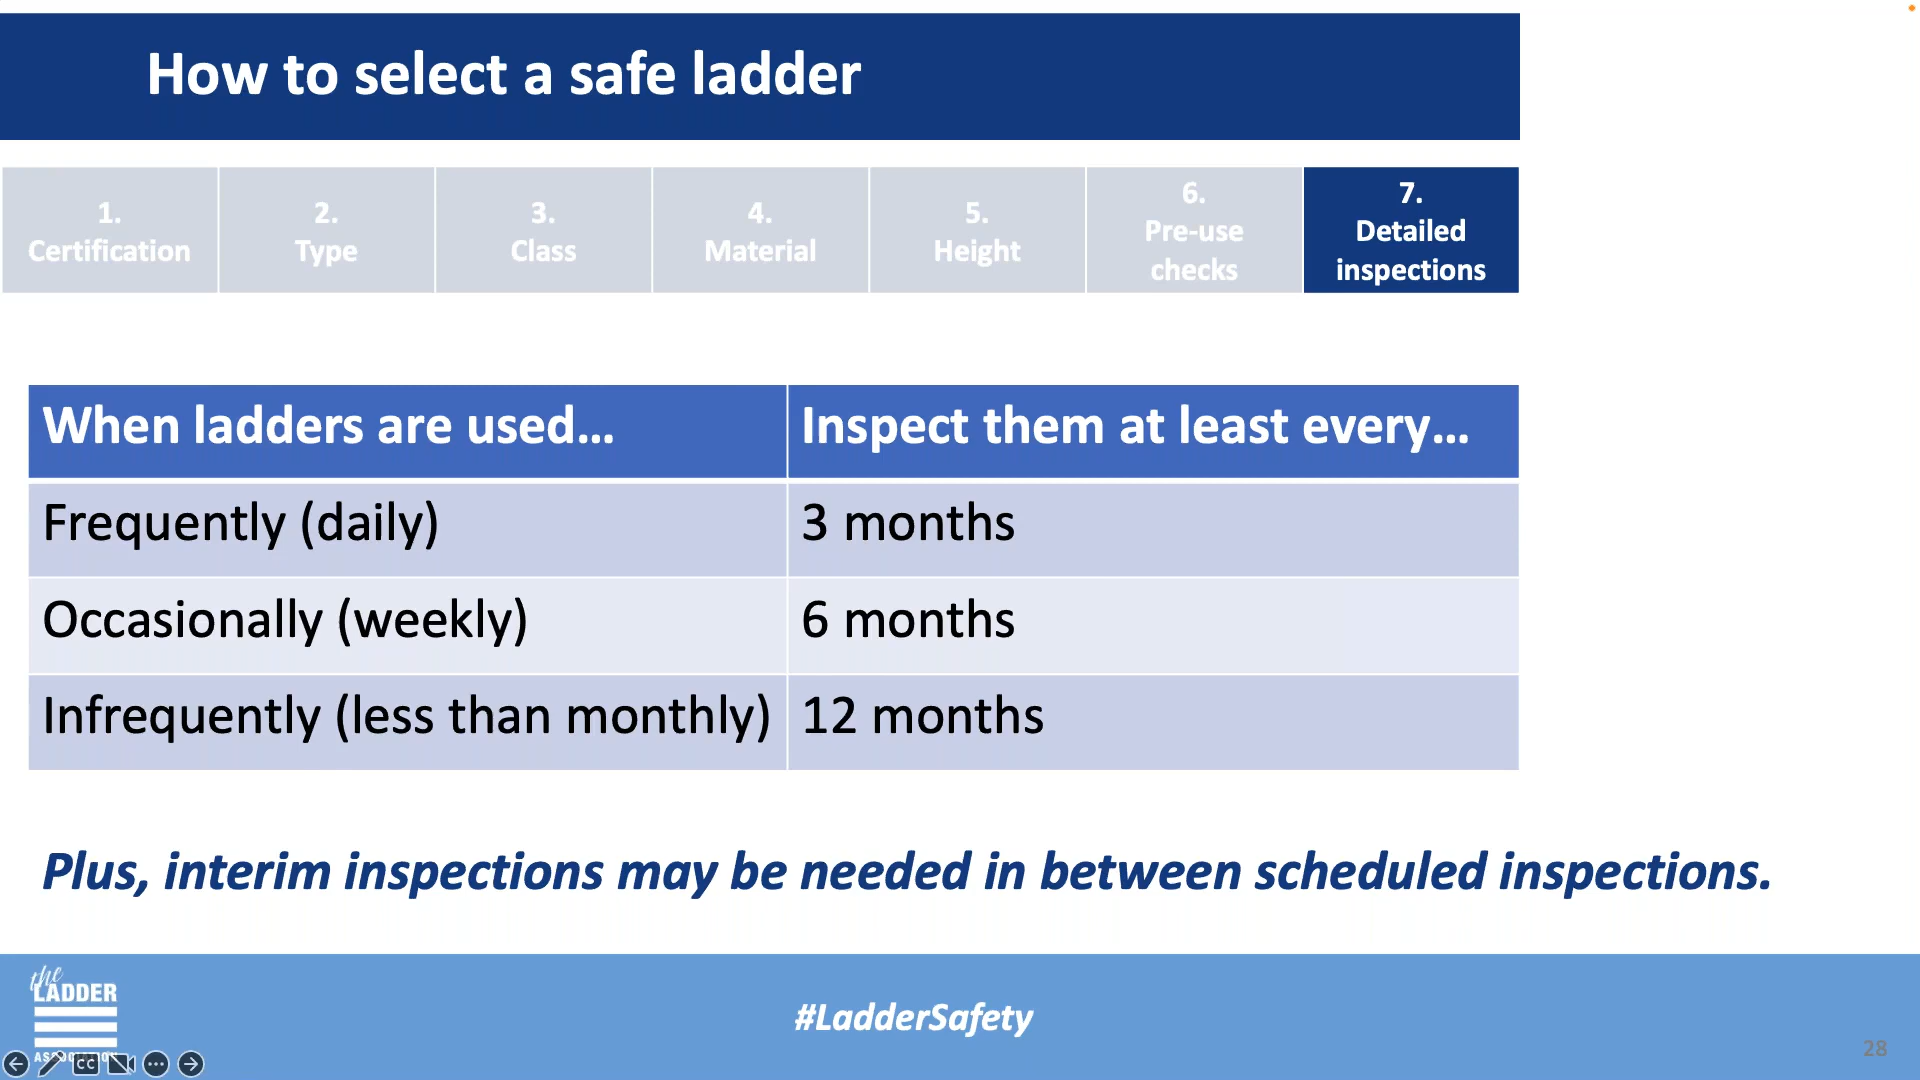 How to select a safe ladder
1.
Certification
2.
Type
3.
Class
4.
Material
5.
Height
6.
Pre-use
checks
7.
Detailed
inspections
When ladders are used...
Inspect them at least every...
Frequently (daily)
3 months
Occasionally (weekly)
6 months
Infrequently (less than monthly)
12 months
Plus, interim inspections may be needed in between scheduled inspections.
the
LADDER
ASSOCIATION
#LadderSafety
28
CC